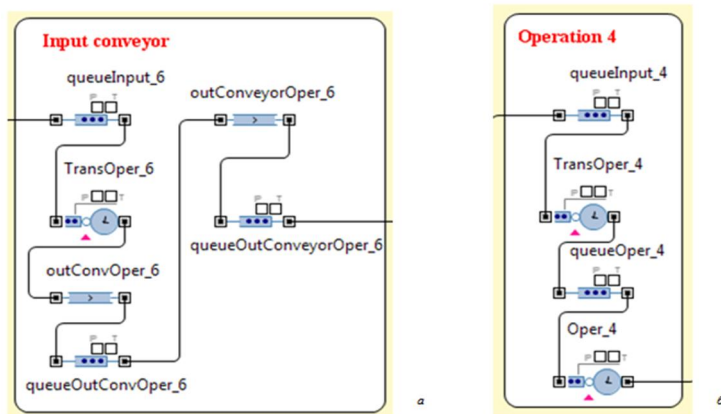 Input conveyor
queueInput_6
P T
TransOper_6
P T
outConvOper_6
P T
queueOutConvOper_6
outConveyorOper_6
P T
queueOutConveyorOper_6
a
Operation 4
queueInput_4
P T
TransOper_4
P T
queueOper_4
P T
Oper_4
P T